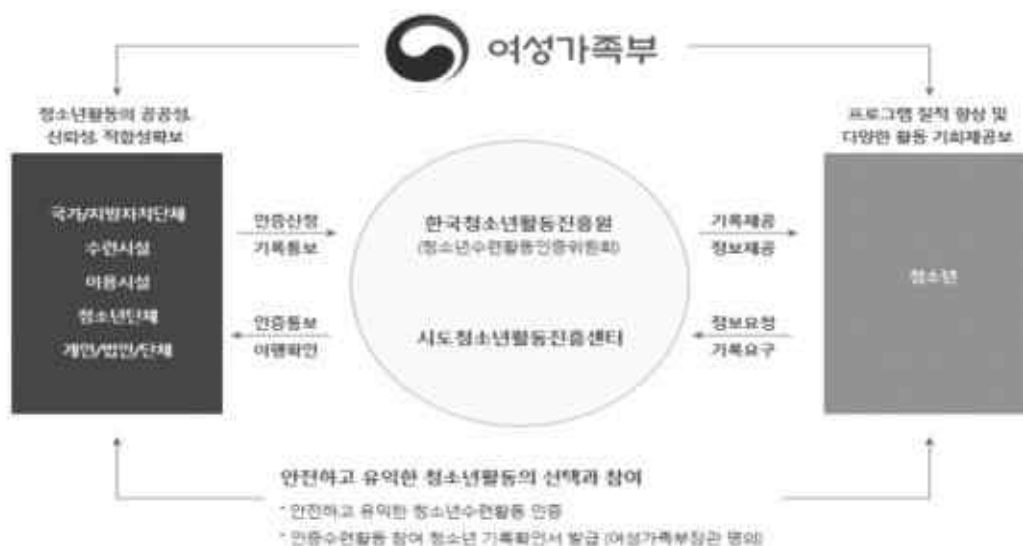 여성가족부
청소년활동의 공공성,
신뢰성, 적합성확보
프로그램 질적 향상 및
다양한 활동 기회제공보
국가/지방자치단체
수련시설
이용시설
청소년단체
개인/법인/단체
인증신청
기록통보
인증통보
이행확인
한국청소년활동진흥원
(청소년수련활동인증위원회)
시도청소년활동진흥센터
기록제공
정보제공
정보요청
기록요구
청소년
안전하고 유익한 청소년활동의 선택과 참여
* 안전하고 유익한 청소년수련활동 인증
* 인증수련활동 참여 청소년 기록확인서 발급 (여성가족부장관 명의)